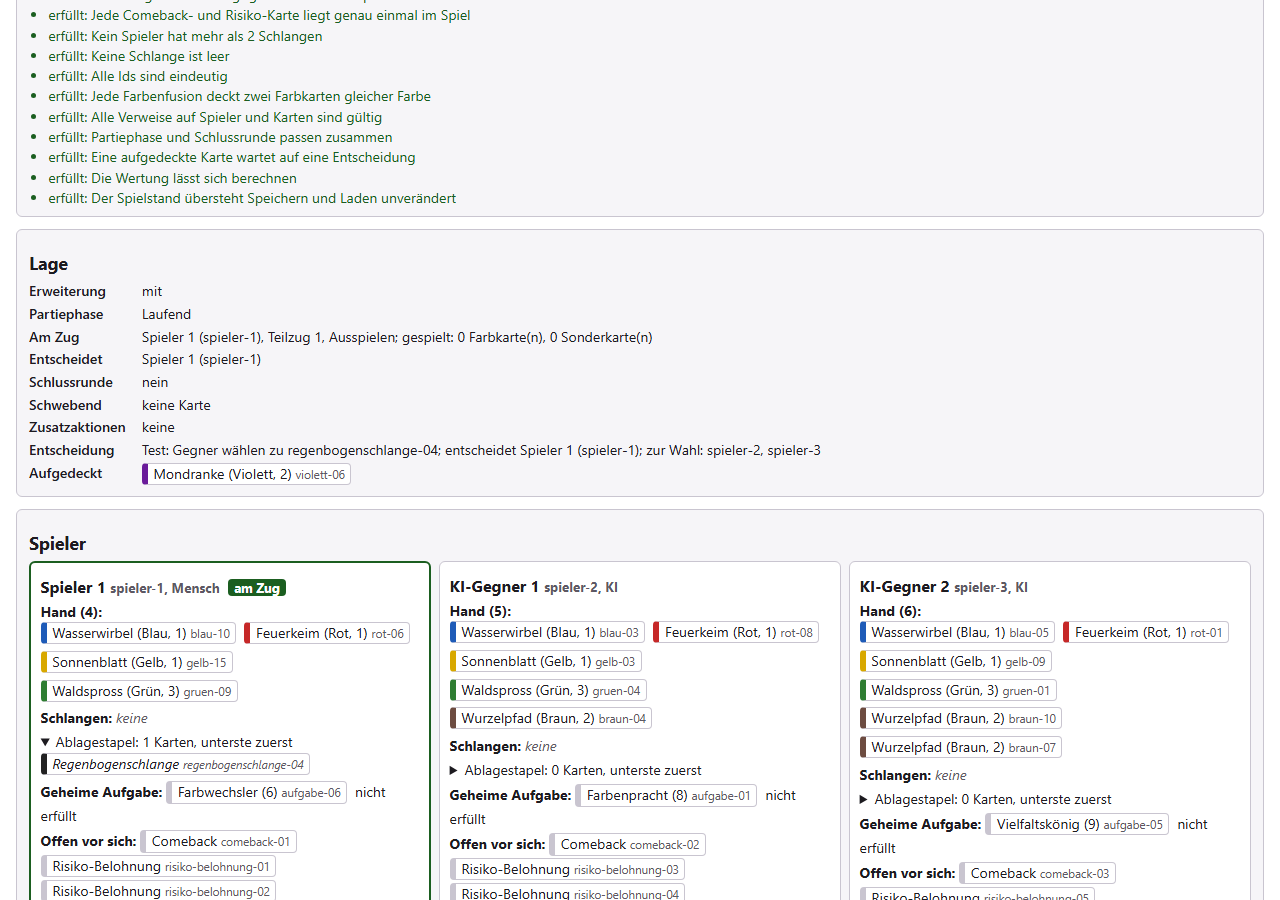 erfüllt: Jede Comeback- und Risiko-Karte liegt genau einmal im Spiel
erfüllt: Kein Spieler hat mehr als 2 Schlangen
erfüllt: Keine Schlange ist leer
erfüllt: Alle Ids sind eindeutig
erfüllt: Jede Farbenfusion deckt zwei Farbkarten gleicher Farbe
erfüllt: Alle Verweise auf Spieler und Karten sind gültig
erfüllt: Partiephase und Schlussrunde passen zusammen
erfüllt: Eine aufgedeckte Karte wartet auf eine Entscheidung
erfüllt: Die Wertung lässt sich berechnen
erfüllt: Der Spielstand übersteht Speichern und Laden unverändert
Lage
Erweiterung mit
Partiephase Laufend
Am Zug Spieler 1 (spieler-1), Teilzug 1, Ausspielen; gespielt: 0 Farbkarte(n), 0 Sonderkarte(n)
Entscheidet Spieler 1 (spieler-1)
Schlussrunde nein
Schwebend keine Karte
Zusatzaktionen keine
Entscheidung Test: Gegner wählen zu regenbogenschlange-04; entscheidet Spieler 1 (spieler-1); zur Wahl: spieler-2, spieler-3
Aufgedeckt Mondranke (Violett, 2) violett-06
Spieler
Spieler 1 spieler-1, Mensch am Zug
Hand (4):
Wasserwirbel (Blau, 1) blau-10 Feuerkeim (Rot, 1) rot-06
Sonnenblatt (Gelb, 1) gelb-15
Waldspross (Grün, 3) gruen-09
Schlangen: keine
Ablagestapel: 1 Karten, unterste zuerst
Regenbogenschlange regenbogenschlange-04
Geheime Aufgabe: Farbwechsler (6) aufgabe-06 nicht
erfüllt
Offen vor sich: Comeback comeback-01
Risiko-Belohnung risiko-belohnung-01
Risiko-Belohnung risiko-belohnung-02
KI-Gegner 1 spieler-2, KI
Hand (5):
Wasserwirbel (Blau, 1) blau-03 Feuerkeim (Rot, 1) rot-08
Sonnenblatt (Gelb, 1) gelb-03
Waldspross (Grün, 3) gruen-04
Wurzelpfad (Braun, 2) braun-04
Schlangen: keine
Ablagestapel: 0 Karten, unterste zuerst
Geheime Aufgabe: Farbenpracht (8) aufgabe-01 nicht
erfüllt
Offen vor sich: Comeback comeback-02
Risiko-Belohnung risiko-belohnung-03
Risiko-Belohnung risiko-belohnung-04
KI-Gegner 2 spieler-3, KI
Hand (6):
Wasserwirbel (Blau, 1) blau-05 Feuerkeim (Rot, 1) rot-01
Sonnenblatt (Gelb, 1) gelb-09
Waldspross (Grün, 3) gruen-01
Wurzelpfad (Braun, 2) braun-10
Wurzelpfad (Braun, 2) braun-07
Schlangen: keine
Ablagestapel: 0 Karten, unterste zuerst
Geheime Aufgabe: Vielfaltskönig (9) aufgabe-05 nicht
erfüllt
Offen vor sich: Comeback comeback-03
Risiko-Belohnung risiko-belohnung-05